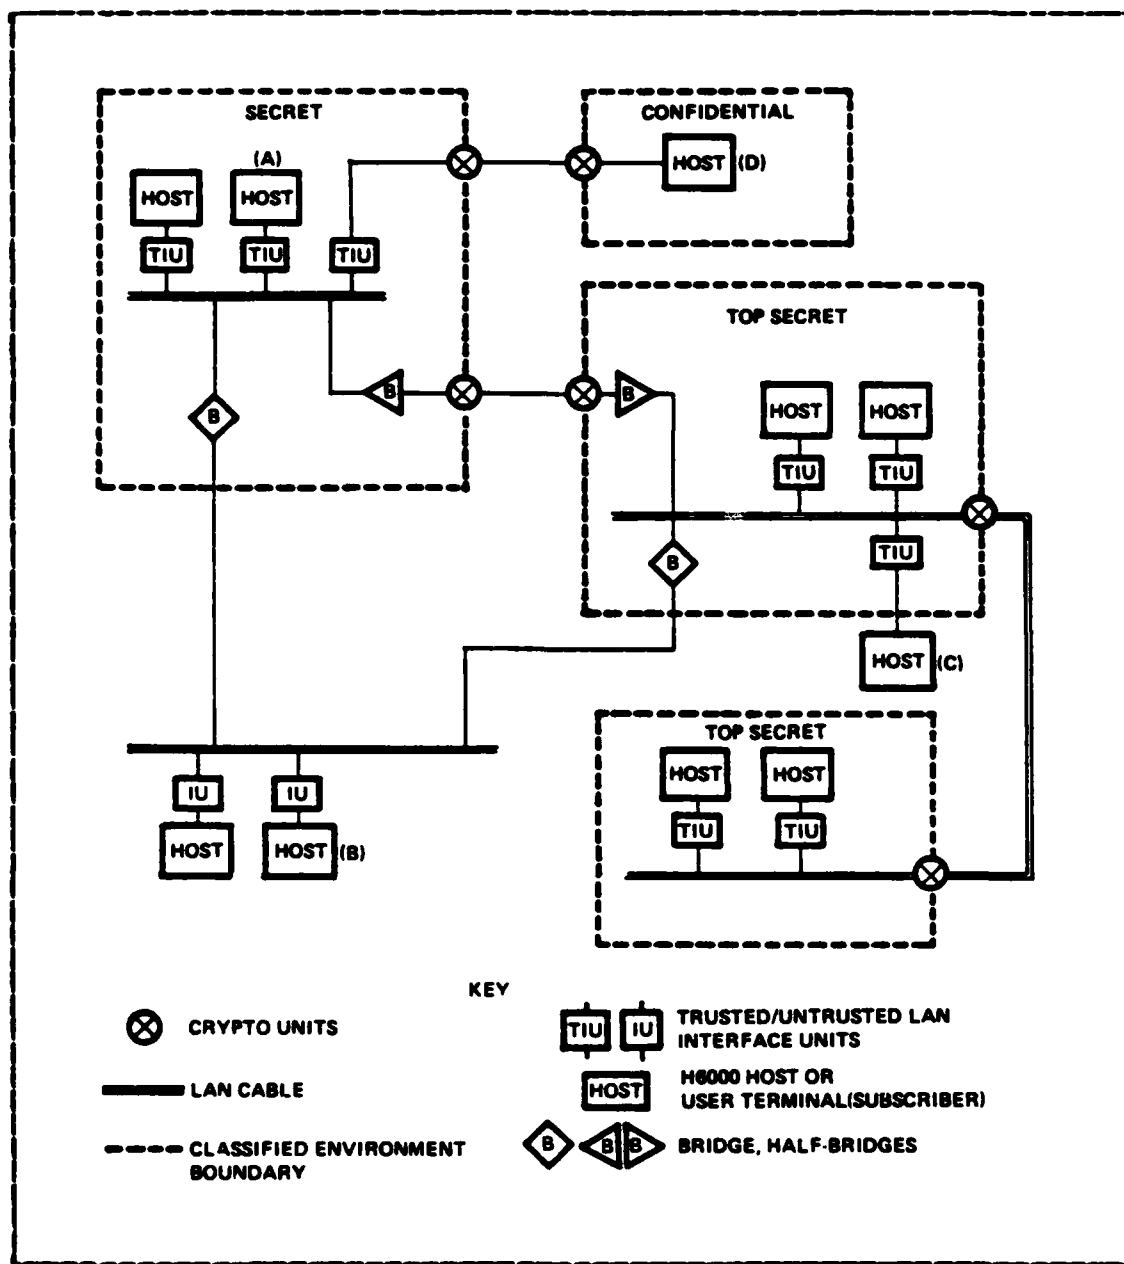 SECRET
CONFIDENTIAL
(A)
HOST
HOST
HOST
(D)
TIU
TIU
TIU
TOP SECRET
B
B
B
HOST
HOST
TIU
TIU
TIU
B
HOST
(C)
TOP SECRET
HOST
HOST
IU
IU
TIU
TIU
HOST
HOST
(B)
KEY
CRYPTO UNITS
TIU
IU
TRUSTED/UNTRUSTED LAN
INTERFACE UNITS
LAN CABLE
HOST
H6000 HOST OR
USER TERMINAL(SUBSCRIBER)
CLASSIFIED ENVIRONMENT
BOUNDARY
B
B
B
BRIDGE, HALF-BRIDGES